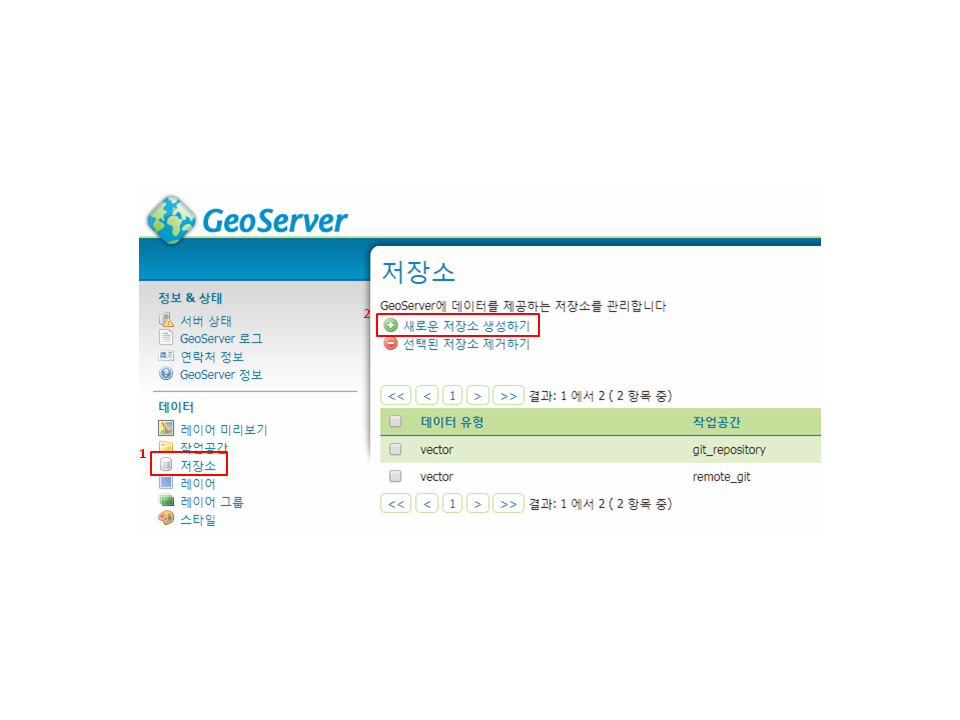 GeoServer
정보 & 상태
서버 상태
GeoServer 로그
연락처 정보
GeoServer 정보
데이터
레이어 미리보기
작업공간
1
저장소
레이어
레이어 그룹
스타일
저장소
GeoServer에 데이터를 제공하는 저장소를 관리합니다
2
새로운 저장소 생성하기
선택된 저장소 제거하기
<< < 1 > >> 결과: 1 에서 2 ( 2 항목 중)
데이터 유형 작업공간
vector git_repository
vector remote_git
<< < 1 > >> 결과: 1 에서 2 ( 2 항목 중)